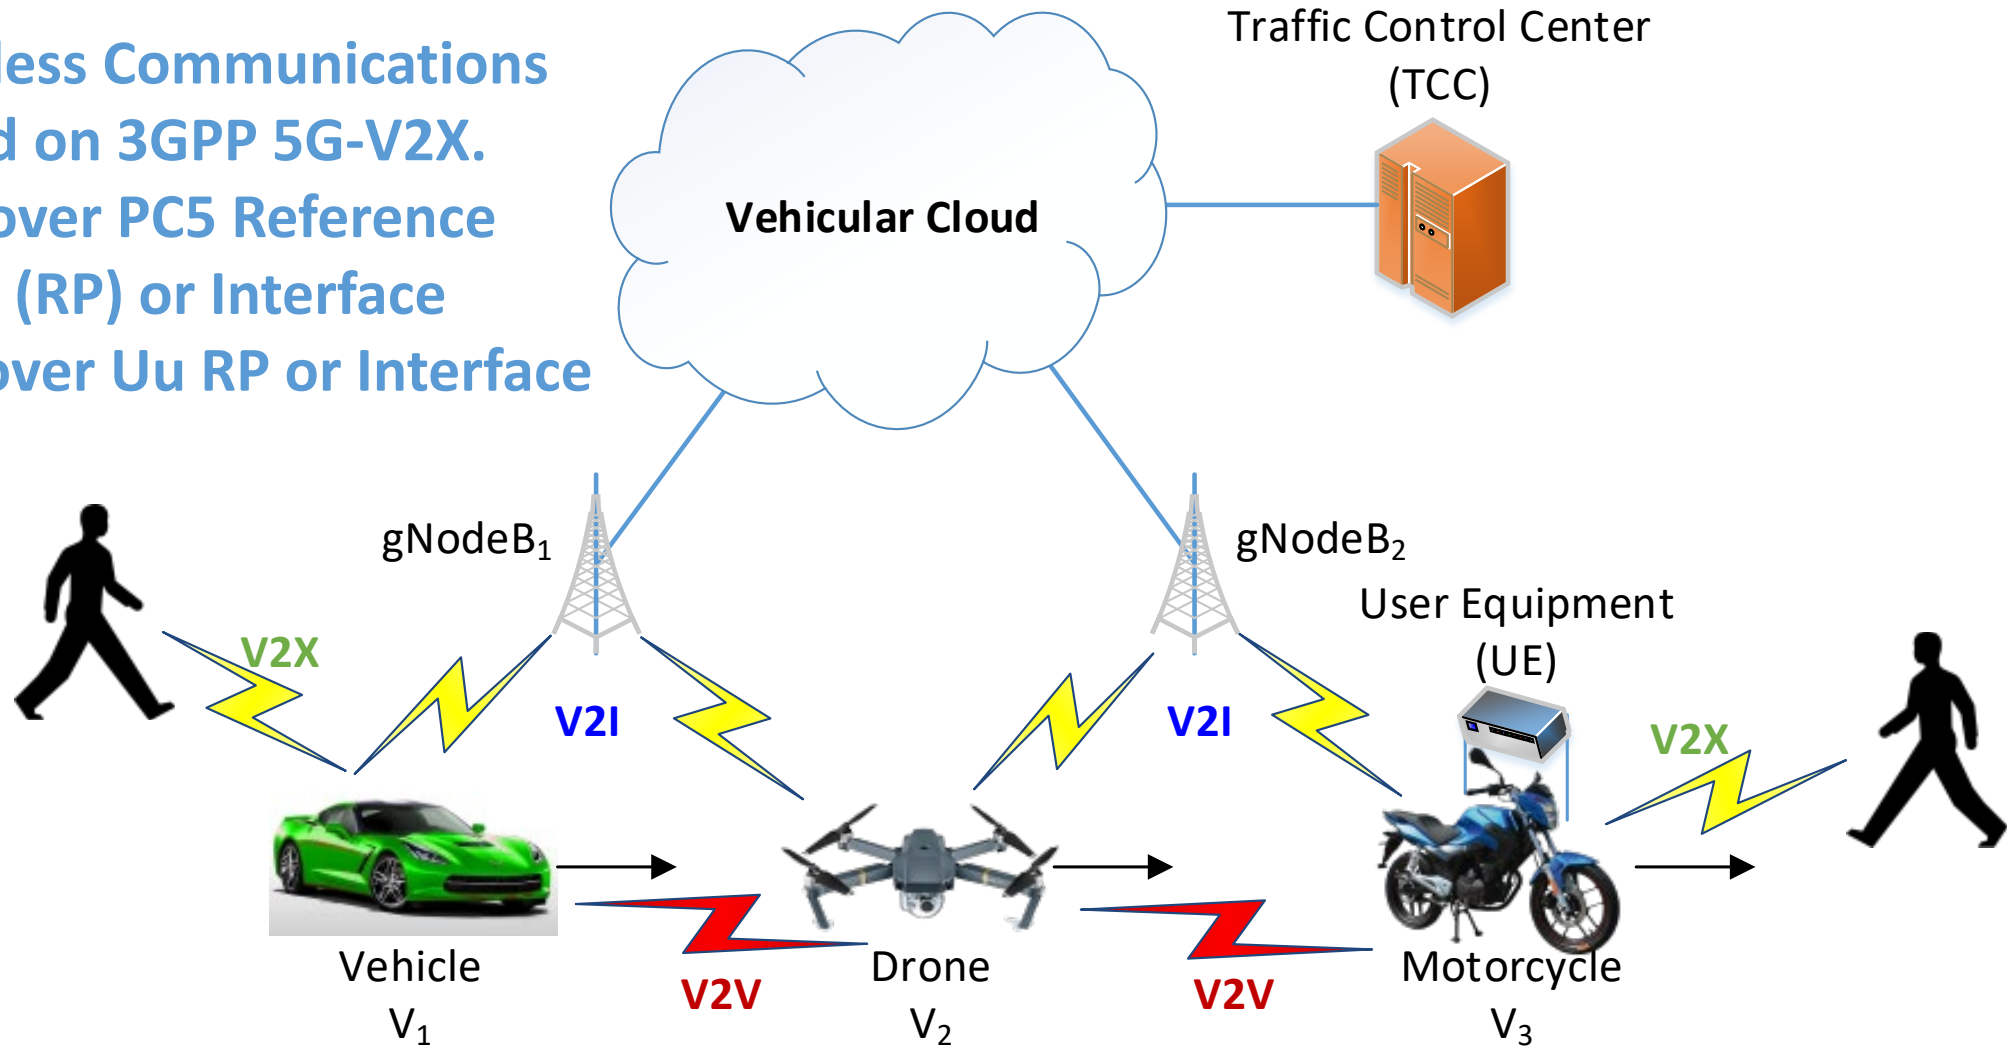 less Communications
d on 3GPP 5G-V2X.
over PC5 Reference
(RP) or Interface
over Uu RP or Interface
Traffic Control Center
(TCC)
Vehicular Cloud
gNodeB₁
gNodeB₂
User Equipment
(UE)
V2X
V2I
V2I
V2X
Vehicle
V₁
V2V
Drone
V₂
V2V
Motorcycle
V₃